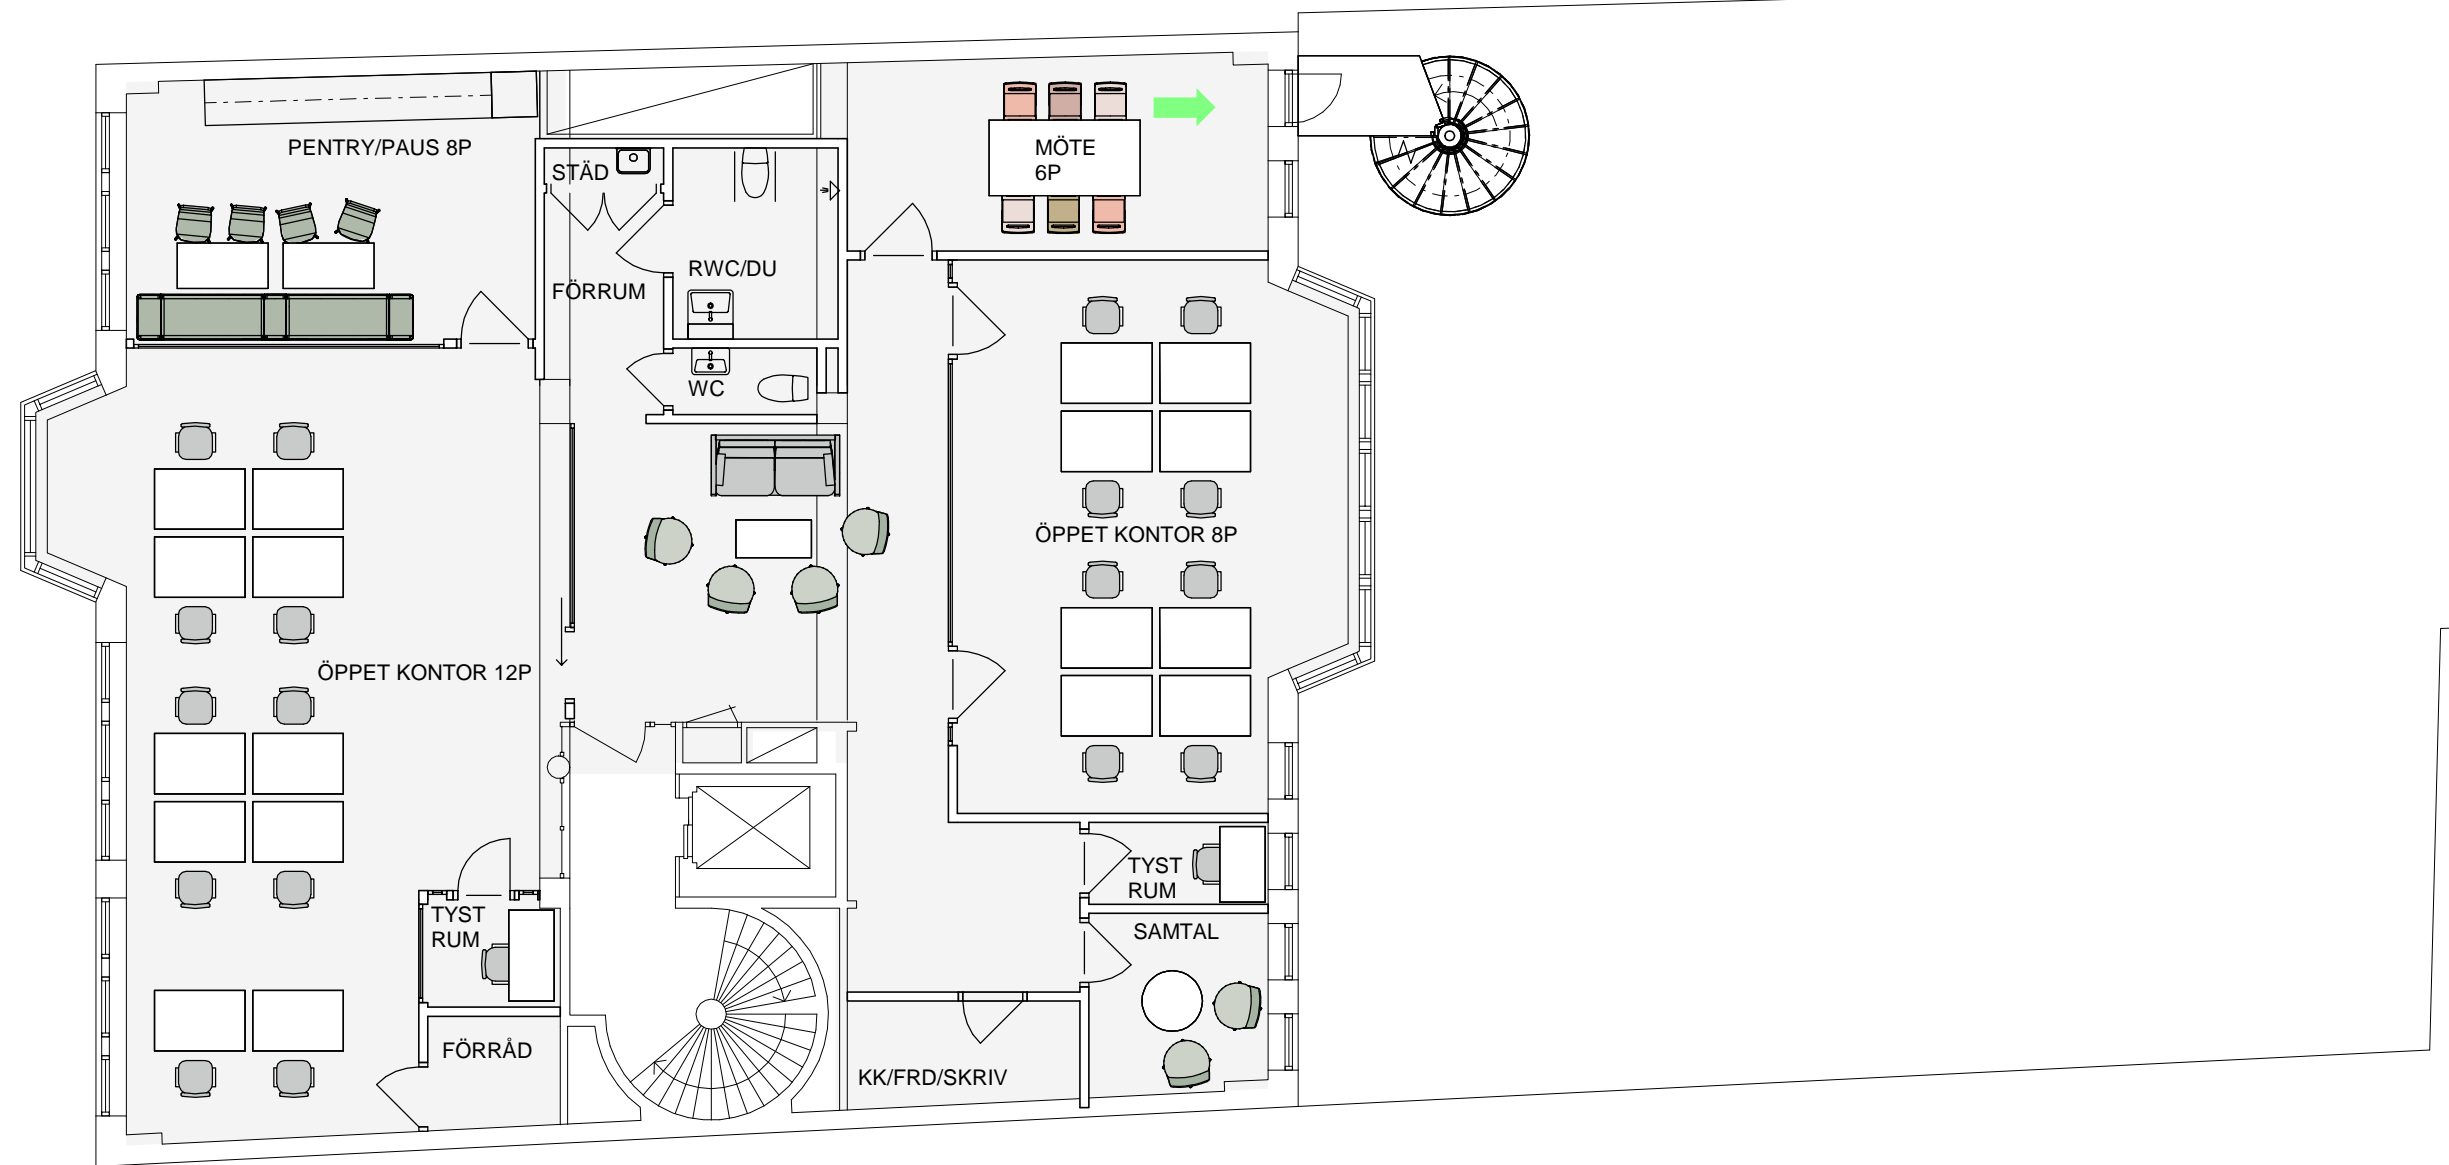 PENTRY/PAUS 8P
STÄD
MÖTE
6P
RWC/DU
FÖRRUM
WC
ÖPPET KONTOR 8P
ÖPPET KONTOR 12P
TYST
RUM
TYST
RUM
SAMTAL
FÖRRÅD
KK/FRD/SKRIV